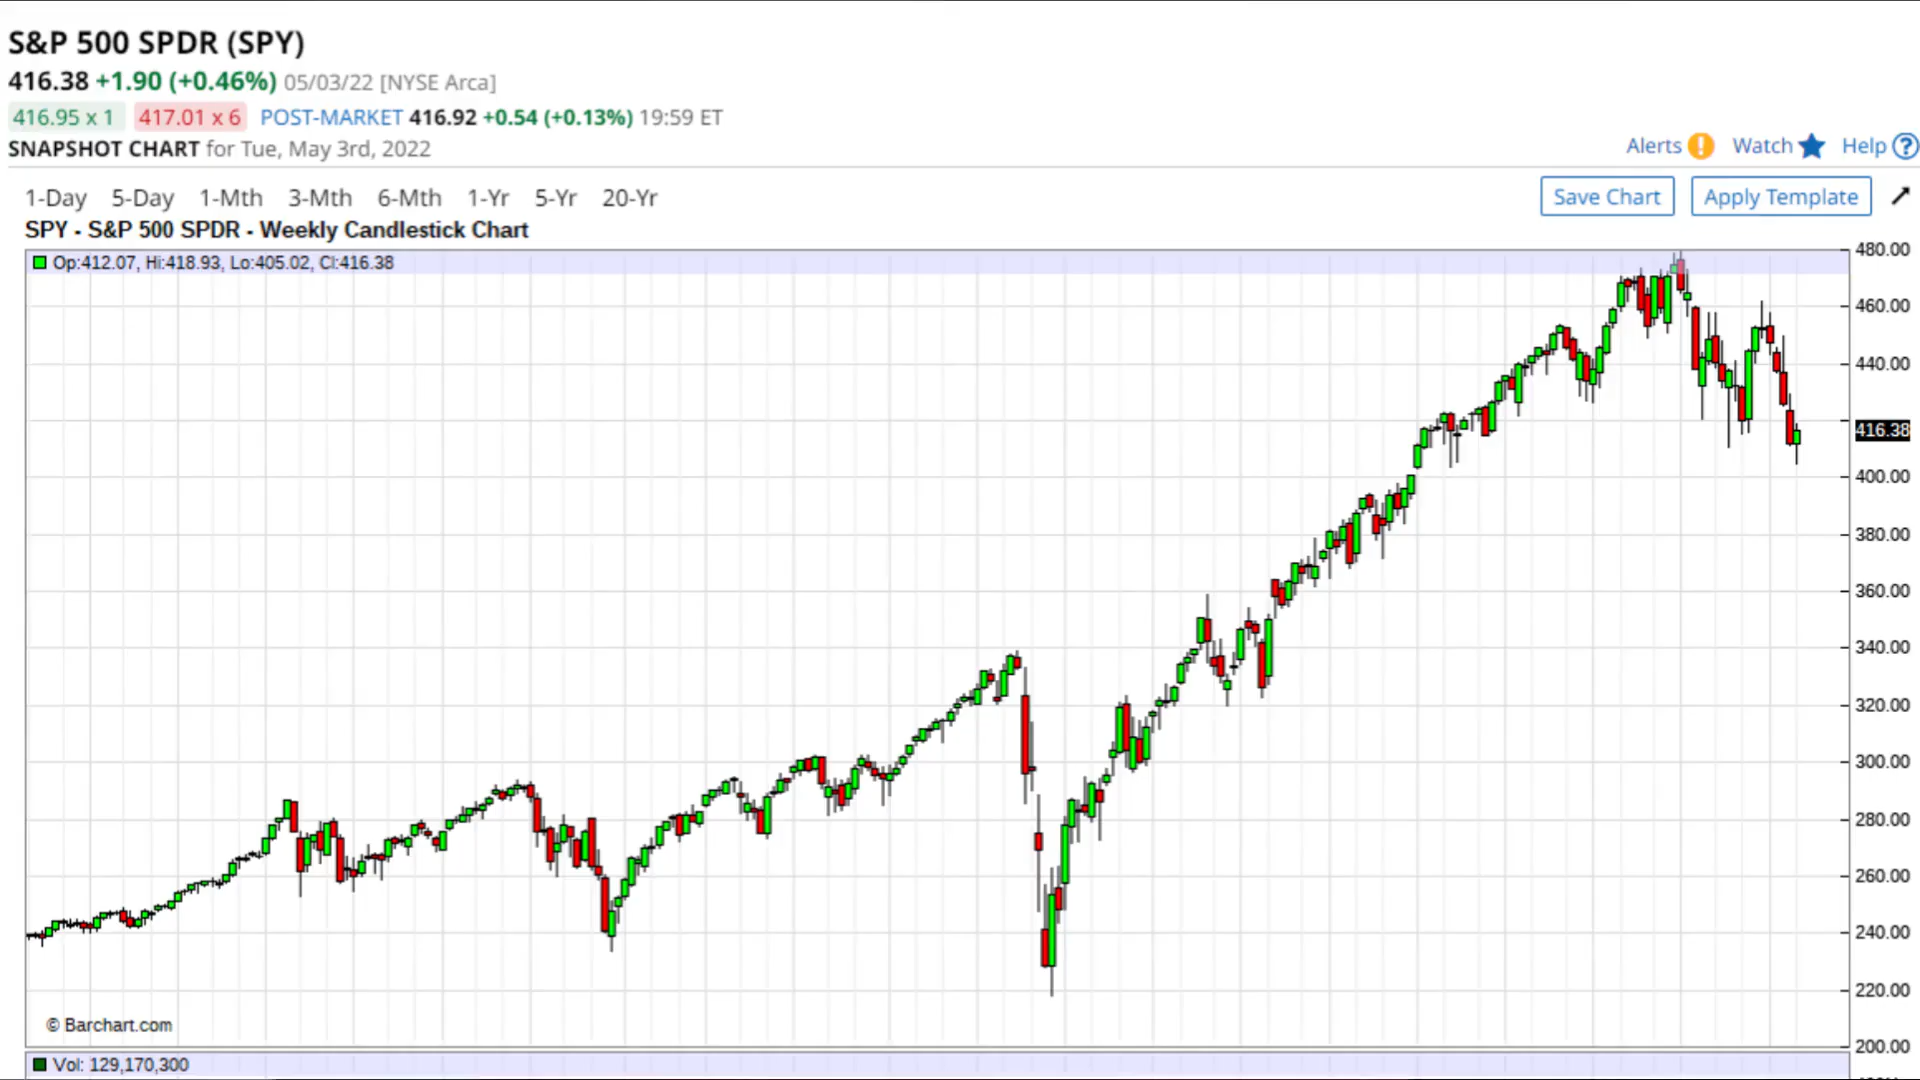 S&P 500 SPDR (SPY)
416.38 +1.90 (+0.46%) 05/03/22 [NYSE Arca]
416.95 x 1 417.01 x 6 POST-MARKET 416.92 +0.54 (+0.13%) 19:59 ET
SNAPSHOT CHART for Tue, May 3rd, 2022
Alerts ! Watch Help ?
1-Day 5-Day 1-Mth 3-Mth 6-Mth 1-Yr 5-Yr 20-Yr
Save Chart Apply Template
SPY - S&P 500 SPDR - Weekly Candlestick Chart
Op:412.07, Hi:418.93, Lo:405.02, Cl:416.38
480.00
460.00
440.00
416.38
400.00
380.00
360.00
340.00
320.00
300.00
280.00
260.00
240.00
220.00
© Barchart.com
200.00
Vol: 129,170,300